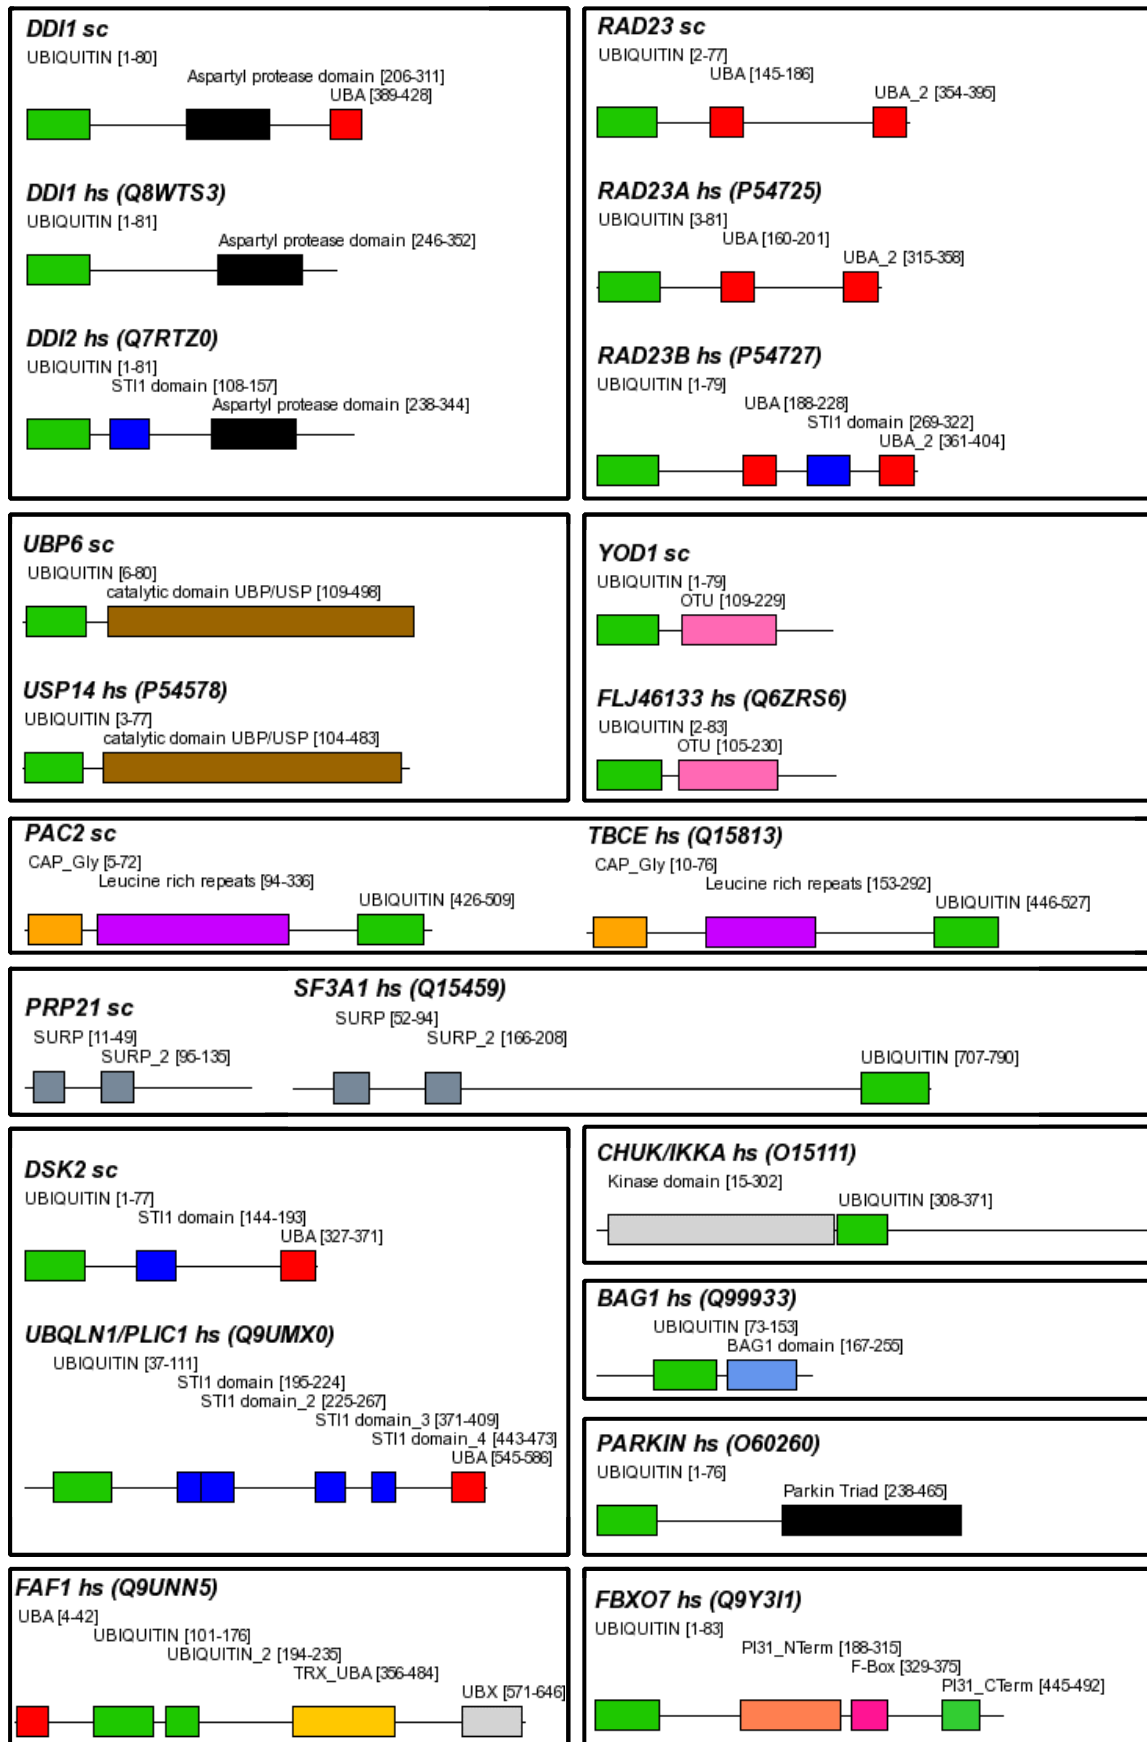 DDI1 sc
UBIQUITIN [1-80]
Aspartyl protease domain [206-311]
UBA [389-428]
DDI1 hs (Q8WTS3)
UBIQUITIN [1-81]
Aspartyl protease domain [246-352]
DDI2 hs (Q7RTZ0)
UBIQUITIN [1-81]
STI1 domain [108-157]
Aspartyl protease domain [238-344]
RAD23 sc
UBIQUITIN [2-77]
UBA [145-186]
UBA_2 [354-395]
RAD23A hs (P54725)
UBIQUITIN [3-81]
UBA [160-201]
UBA_2 [315-358]
RAD23B hs (P54727)
UBIQUITIN [1-79]
UBA [188-228]
STI1 domain [269-322]
UBA_2 [361-404]
UBP6 sc
UBIQUITIN [6-80]
catalytic domain UBP/USP [109-498]
USP14 hs (P54578)
UBIQUITIN [3-77]
catalytic domain UBP/USP [104-483]
YOD1 sc
UBIQUITIN [1-79]
OTU [109-229]
FLJ46133 hs (Q6ZRS6)
UBIQUITIN [2-83]
OTU [105-230]
PAC2 sc
CAP_Gly [5-72]
Leucine rich repeats [94-336]
UBIQUITIN [426-509]
TBCE hs (Q15813)
CAP_Gly [10-76]
Leucine rich repeats [153-292]
UBIQUITIN [446-527]
PRP21 sc
SURP [11-49]
SURP_2 [95-135]
SF3A1 hs (Q15459)
SURP [52-94]
SURP_2 [166-208]
UBIQUITIN [707-790]
DSK2 sc
UBIQUITIN [1-77]
STI1 domain [144-193]
UBA [327-371]
UBQLN1/PLIC1 hs (Q9UMX0)
UBIQUITIN [37-111]
STI1 domain [195-224]
STI1 domain_2 [225-267]
STI1 domain_3 [371-409]
STI1 domain_4 [443-473]
UBA [545-586]
CHUK/IKKA hs (O15111)
Kinase domain [15-302]
UBIQUITIN [308-371]
BAG1 hs (Q99933)
UBIQUITIN [73-153]
BAG1 domain [167-255]
PARKIN hs (O60260)
UBIQUITIN [1-76]
Parkin Triad [238-465]
FAF1 hs (Q9UNN5)
UBA [4-42]
UBIQUITIN [101-176]
UBIQUITIN_2 [194-235]
TRX_UBA [356-484]
UBX [571-646]
FBXO7 hs (Q9Y3I1)
UBIQUITIN [1-83]
PI31_NTerm [188-315]
F-Box [329-375]
PI31_CTerm [445-492]